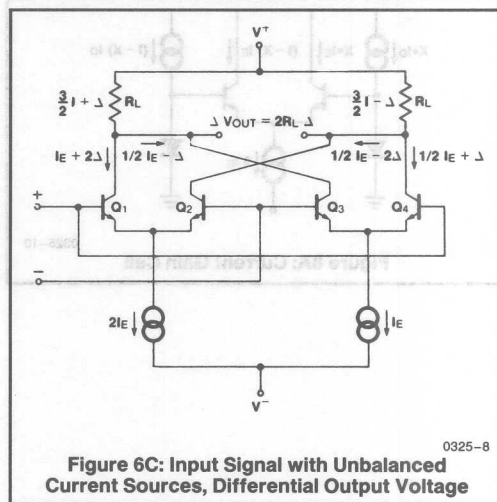 V⁺
3/2 I + Δ
R_L
3/2 I − Δ
R_L
Δ V_OUT = 2R_L Δ
I_E + 2Δ
1/2 I_E − Δ
1/2 I_E − 2Δ
1/2 I_E + Δ
+
Q₁
Q₂
Q₃
Q₄
−
2I_E
I_E
V⁻
0325–8
Figure 6C: Input Signal with Unbalanced
Current Sources, Differential Output Voltage